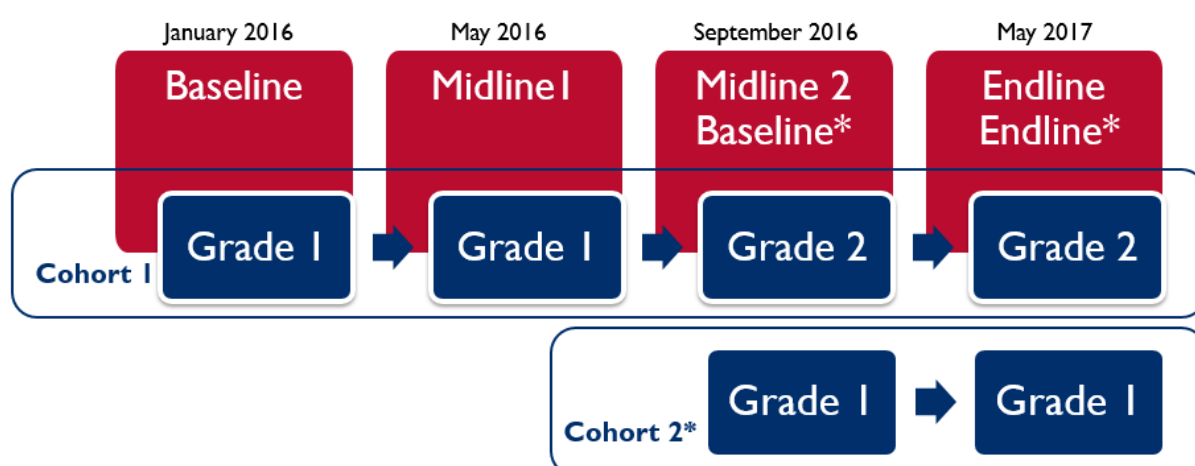 January 2016
May 2016
September 2016
May 2017
Baseline
Midline1
Midline 2
Baseline*
Endline
Endline*
Cohort 1
Grade 1
Grade 1
Grade 2
Grade 2
Cohort 2*
Grade 1
Grade 1